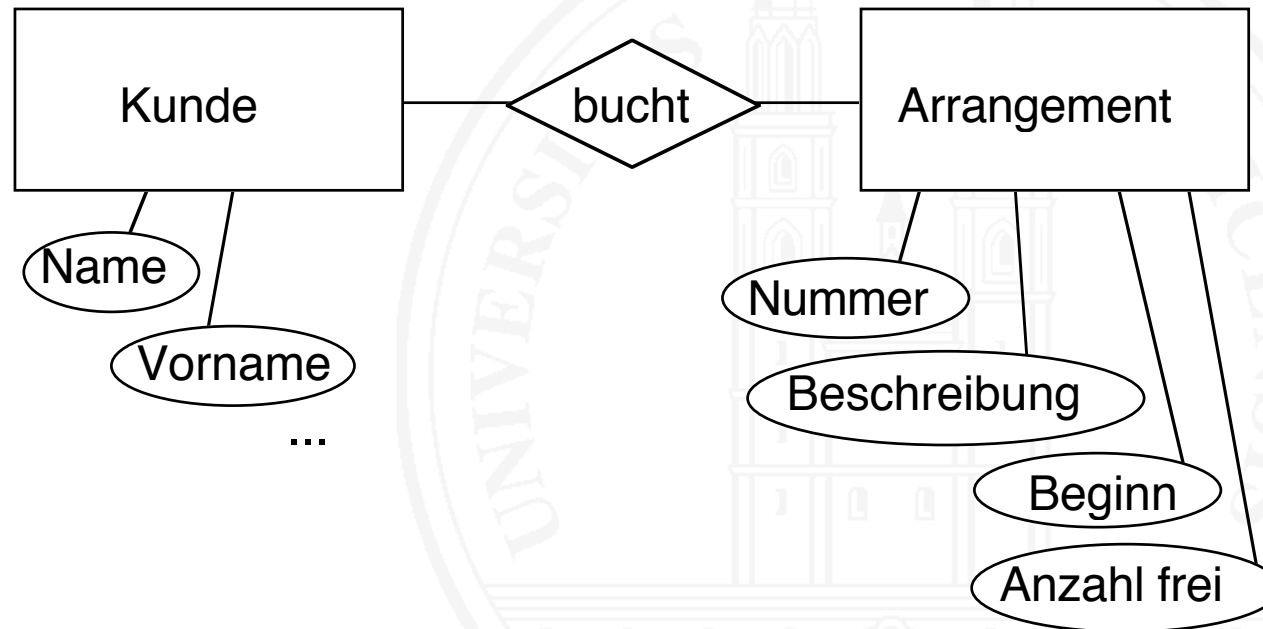 Kunde
bucht
Arrangement
Name
Vorname
...
Nummer
Beschreibung
Beginn
Anzahl frei